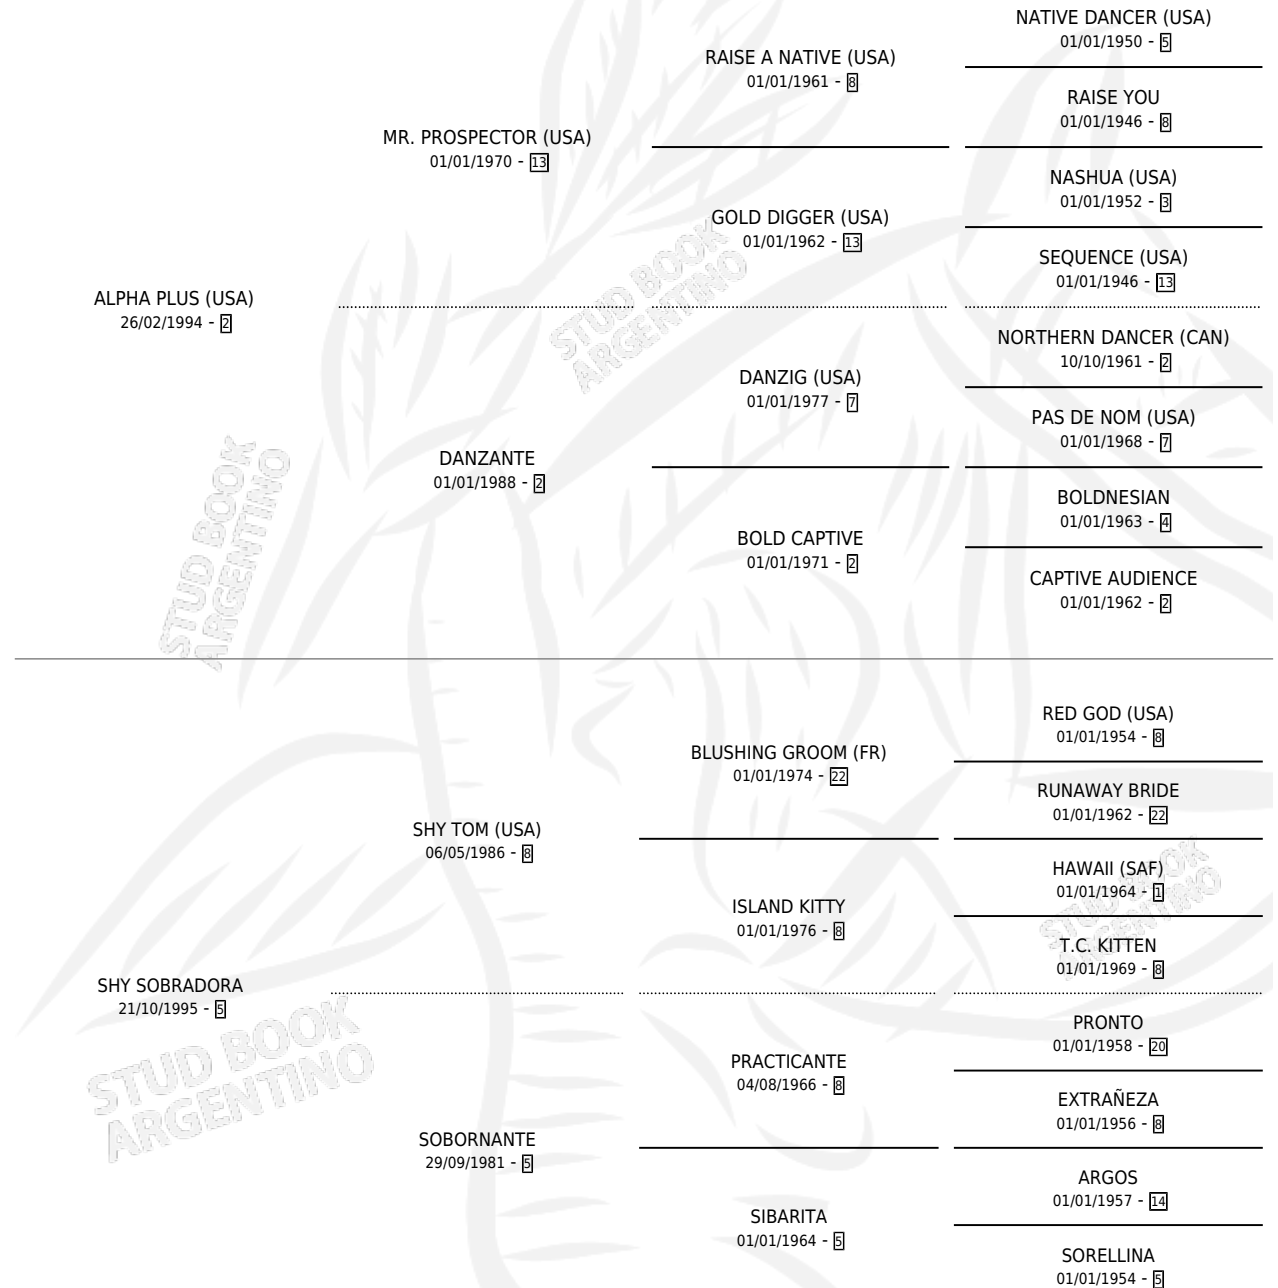 NATIVE DANCER (USA)
01/01/1950 - 5
RAISE A NATIVE (USA)
01/01/1961 - 8
RAISE YOU
01/01/1946 - 8
MR. PROSPECTOR (USA)
01/01/1970 - 13
NASHUA (USA)
01/01/1952 - 3
GOLD DIGGER (USA)
01/01/1962 - 13
SEQUENCE (USA)
01/01/1946 - 13
ALPHA PLUS (USA)
26/02/1994 - 2
STUD BOOK
ARGENTINO
NORTHERN DANCER (CAN)
10/10/1961 - 2
DANZIG (USA)
01/01/1977 - 7
PAS DE NOM (USA)
01/01/1968 - 7
DANZANTE
01/01/1988 - 2
BOLDNESIAN
01/01/1963 - 4
BOLD CAPTIVE
01/01/1971 - 2
CAPTIVE AUDIENCE
01/01/1962 - 2
STUD BOOK
ARGENTINO
RED GOD (USA)
01/01/1954 - 8
BLUSHING GROOM (FR)
01/01/1974 - 22
RUNAWAY BRIDE
01/01/1962 - 22
SHY TOM (USA)
06/05/1986 - 8
HAWAII (SAF)
01/01/1964 - 1
ISLAND KITTY
01/01/1976 - 8
STUD BOOK
ARGENTINO
T.C. KITTEN
01/01/1969 - 8
SHY SOBRADORA
21/10/1995 - 5
STUD BOOK
ARGENTINO
PRONTO
01/01/1958 - 20
PRACTICANTE
04/08/1966 - 8
EXTRAÑEZA
01/01/1956 - 8
SOBORNANTE
29/09/1981 - 5
ARGOS
01/01/1957 - 14
SIBARITA
01/01/1964 - 5
SORELLINA
01/01/1954 - 5